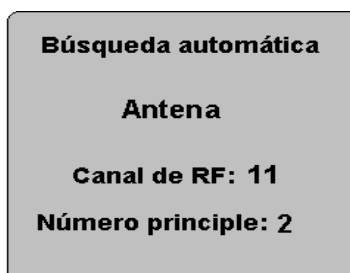 Búsqueda automática
Antena
Canal de RF: 11
Número principle: 2